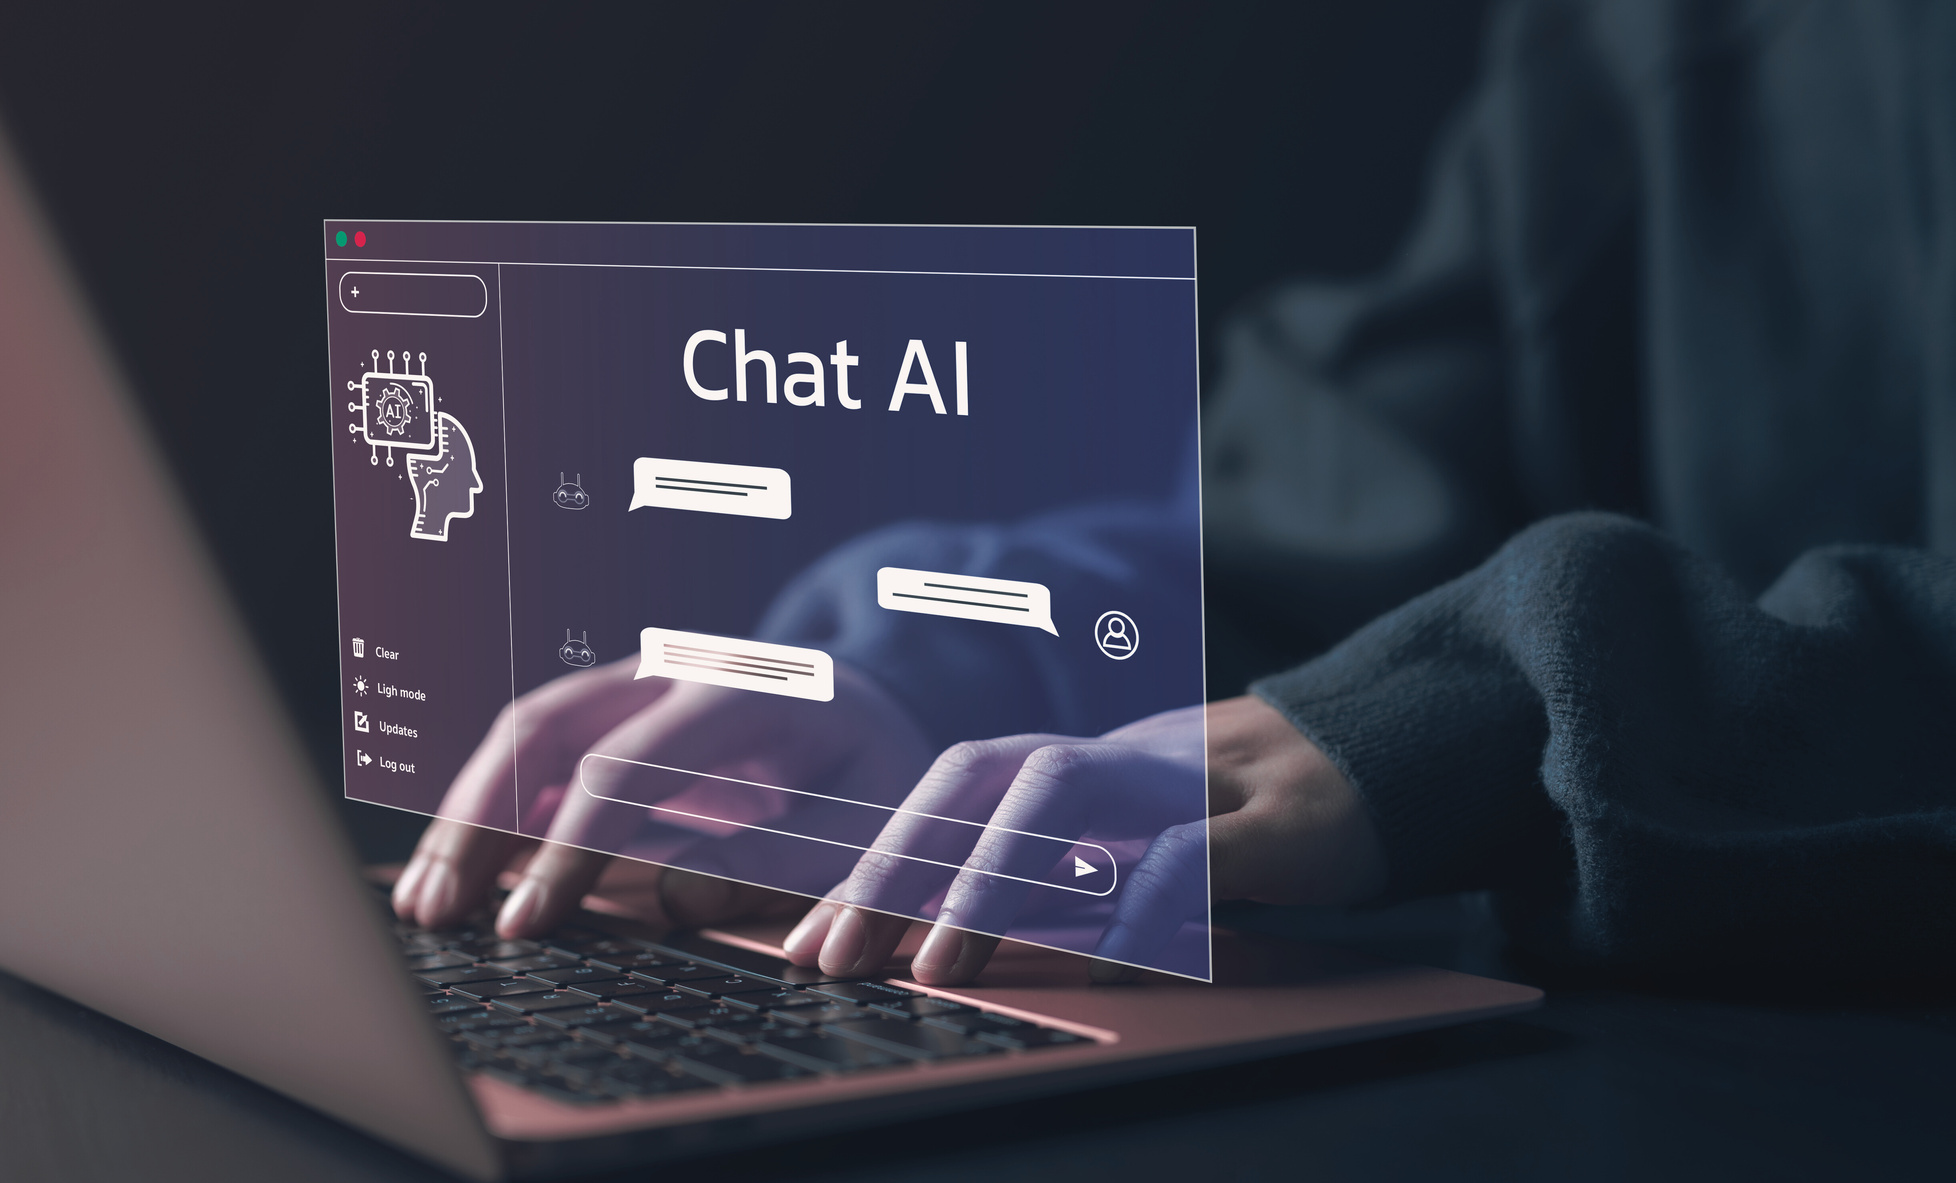 +
Chat AI
AI
Clear
Ligh mode
Updates
Log out